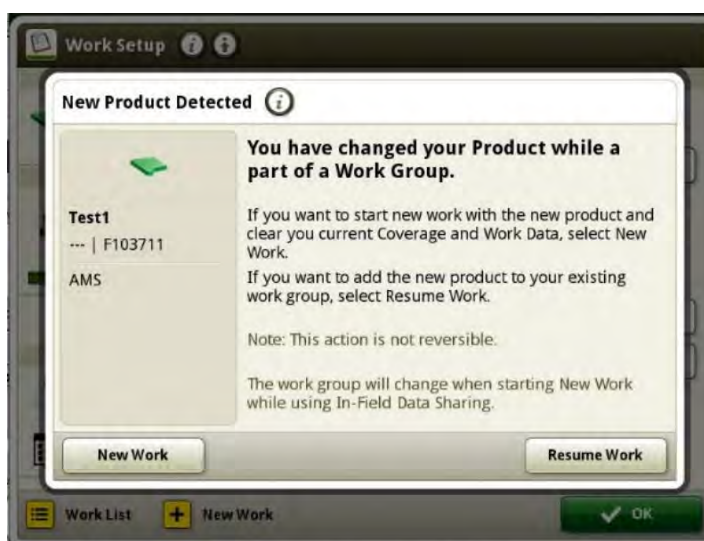 Work Setup
New Product Detected
You have changed your Product while a
part of a Work Group.
Test1
--- | F103711
AMS
If you want to start new work with the new product and
clear you current Coverage and Work Data, select New
Work.
If you want to add the new product to your existing
work group, select Resume Work.
Note: This action is not reversible.
The work group will change when starting New Work
while using In-Field Data Sharing.
New Work
Resume Work
Work List
New Work
OK